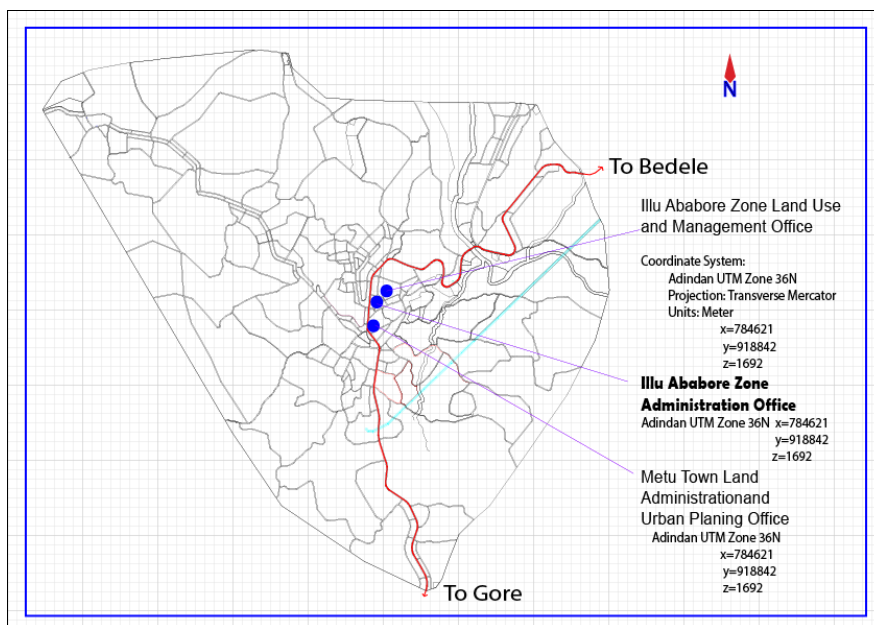 N
To Bedele
Illu Ababore Zone Land Use
and Management Office
Coordinate System:
Adindan UTM Zone 36N
Projection: Transverse Mercator
Units: Meter
x=784621
y=918842
z=1692
Illu Ababore Zone
Administration Office
Adindan UTM Zone 36N x=784621
y=918842
z=1692
Metu Town Land
Administrationand
Urban Planing Office
Adindan UTM Zone 36N
x=784621
y=918842
z=1692
To Gore